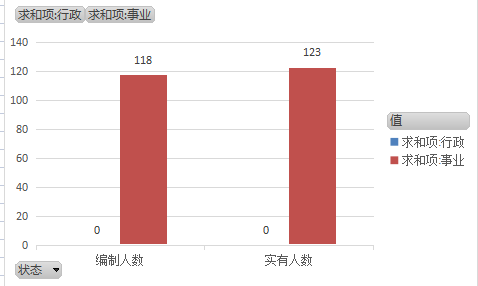 求和项:行政 求和项:事业
140
120
100
80
60
40
20
0
118
123
0
0
编制人数
实有人数
状态
值
求和项:行政
求和项:事业